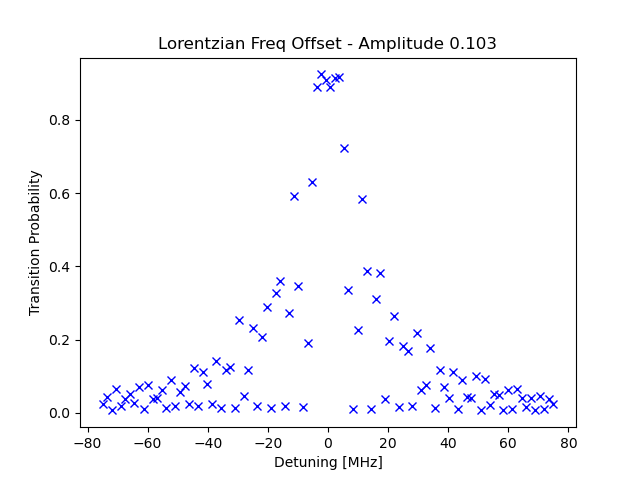 Lorentzian Freq Offset - Amplitude 0.103
Transition Probability
0.8
0.6
0.4
0.2
0.0
−80 −60 −40 −20 0 20 40 60 80
Detuning [MHz]